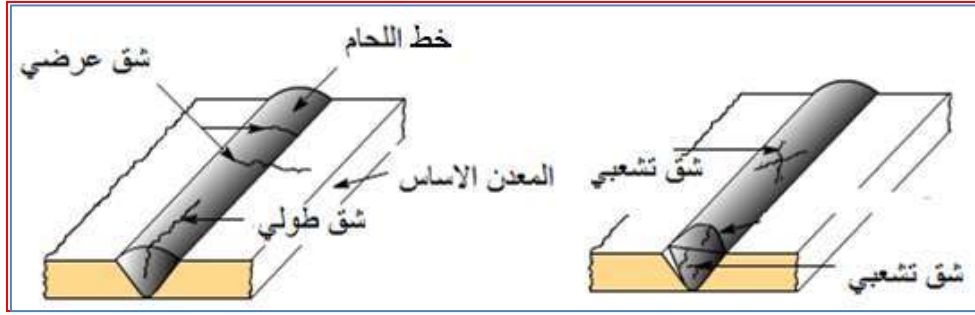 خط اللحام
شق عرضي
المعدن الاساس
شق طولي
شق تشعبي
شق تشعبي